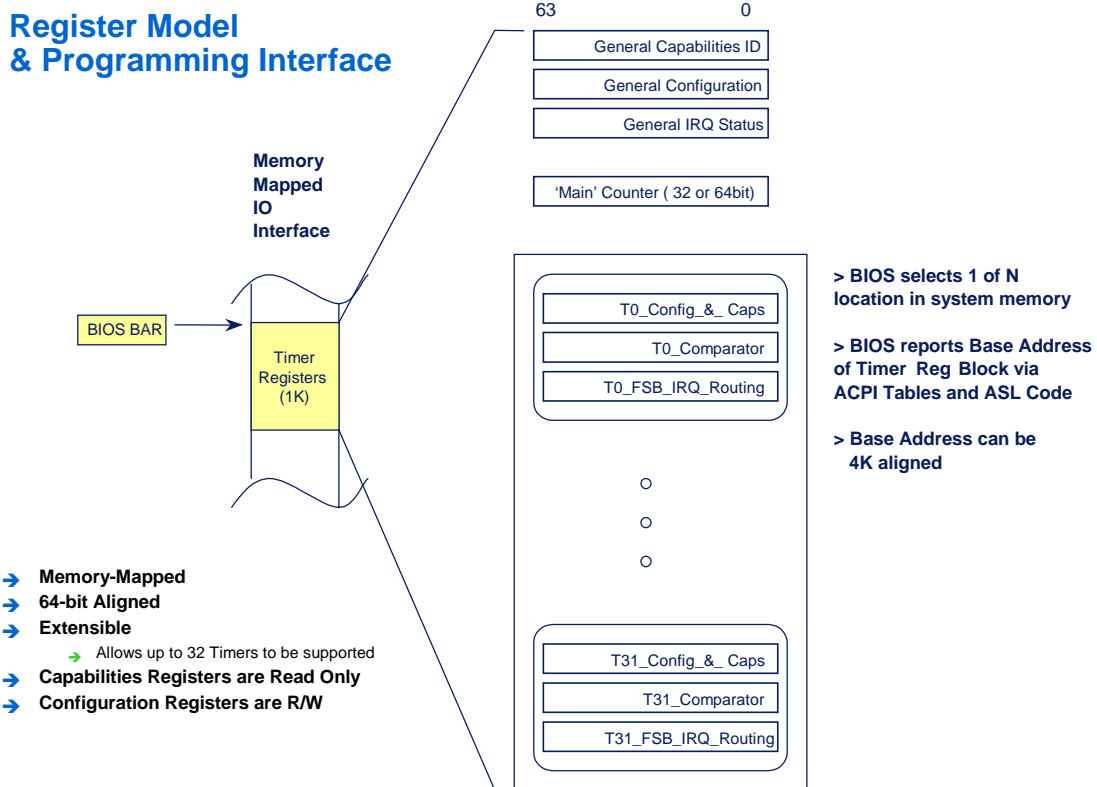 Register Model
& Programming Interface
63 0
General Capabilities ID
General Configuration
General IRQ Status
Memory
Mapped
IO
Interface
‘Main’ Counter ( 32 or 64bit)
BIOS BAR
Timer
Registers
(1K)
T0_Config_&_ Caps
T0_Comparator
T0_FSB_IRQ_Routing
> BIOS selects 1 of N
location in system memory
> BIOS reports Base Address
of Timer Reg Block via
ACPI Tables and ASL Code
> Base Address can be
4K aligned
➔ Memory-Mapped
➔ 64-bit Aligned
➔ Extensible
➔ Allows up to 32 Timers to be supported
➔ Capabilities Registers are Read Only
➔ Configuration Registers are R/W
T31_Config_&_ Caps
T31_Comparator
T31_FSB_IRQ_Routing